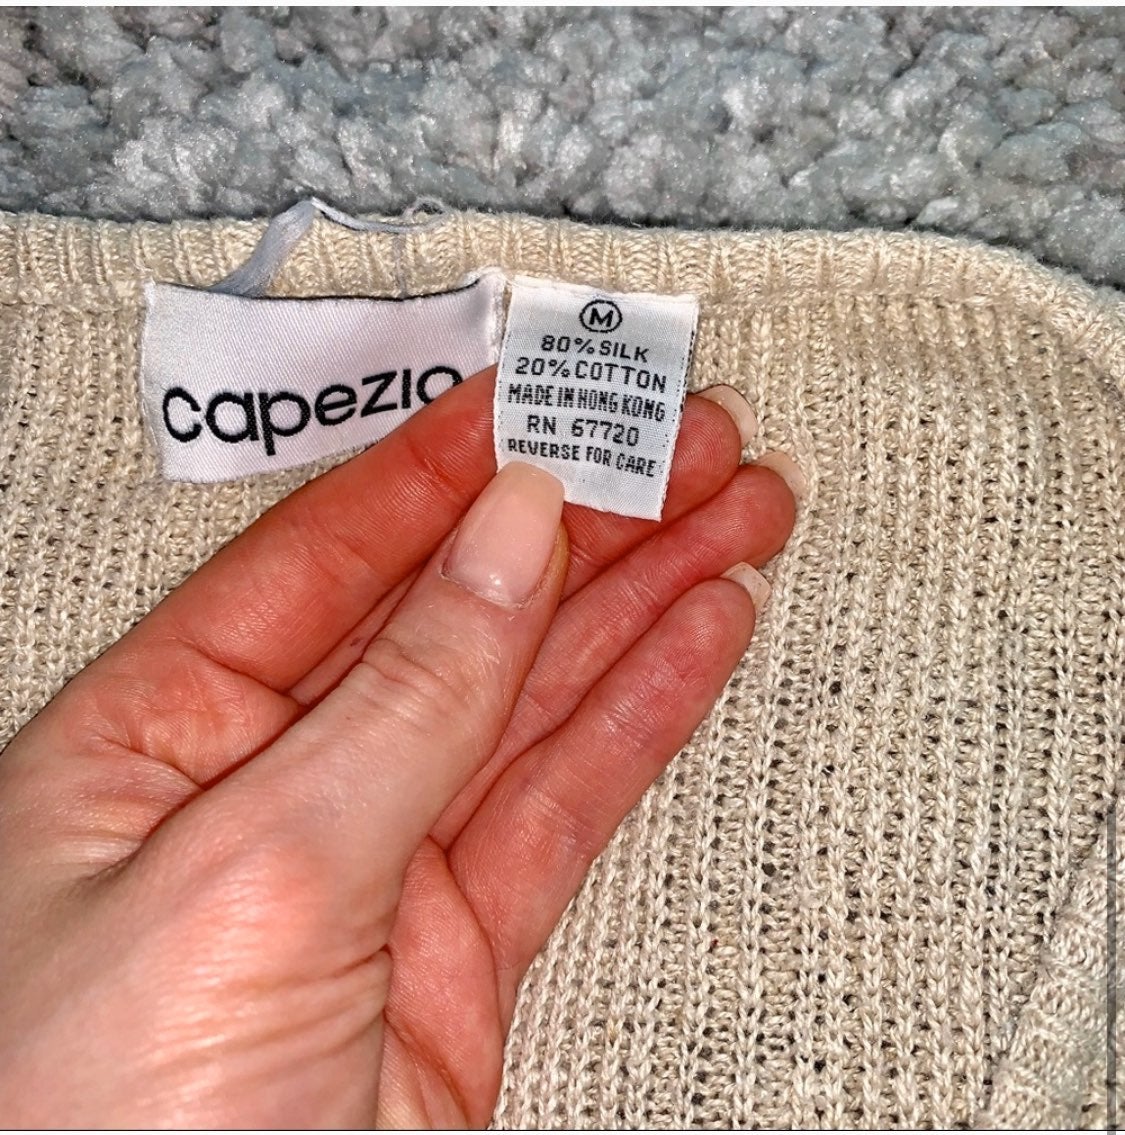 capezio
M
80% SILK
20% COTTON
MADE IN HONG KONG
RN 67720
REVERSE FOR CARE